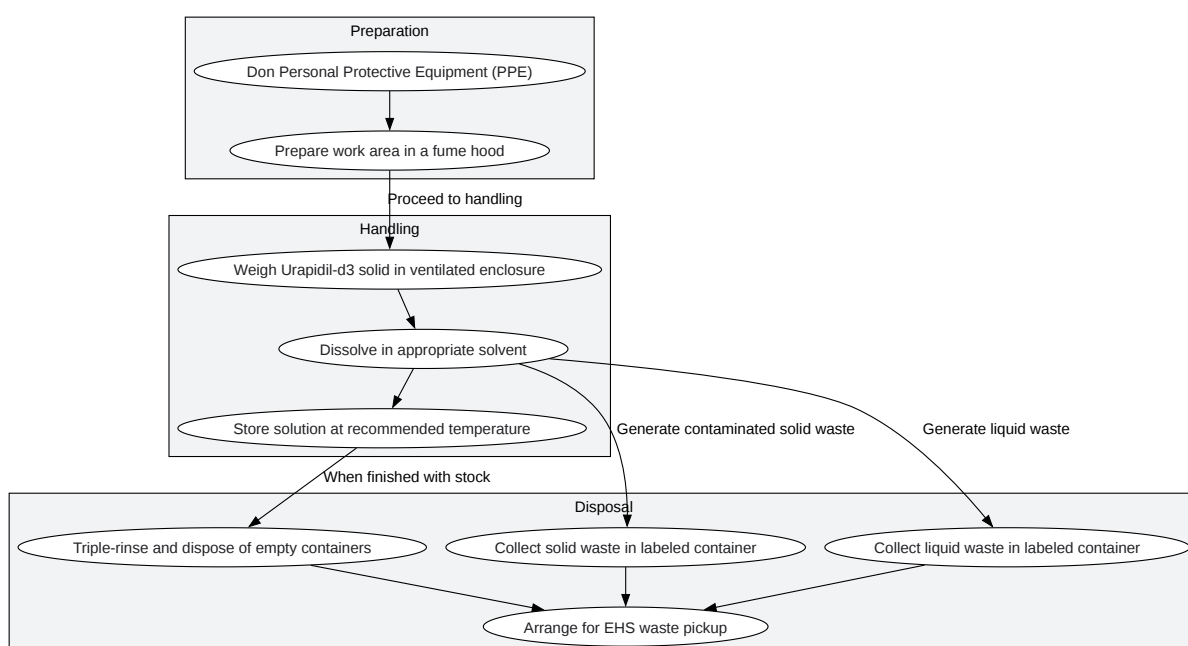 Preparation
Don Personal Protective Equipment (PPE)
Prepare work area in a fume hood
Proceed to handling
Handling
Weigh Urapidil-d3 solid in ventilated enclosure
Dissolve in appropriate solvent
Store solution at recommended temperature
Generate contaminated solid waste
Generate liquid waste
When finished with stock
Disposal
Triple-rinse and dispose of empty containers
Collect solid waste in labeled container
Collect liquid waste in labeled container
Arrange for EHS waste pickup